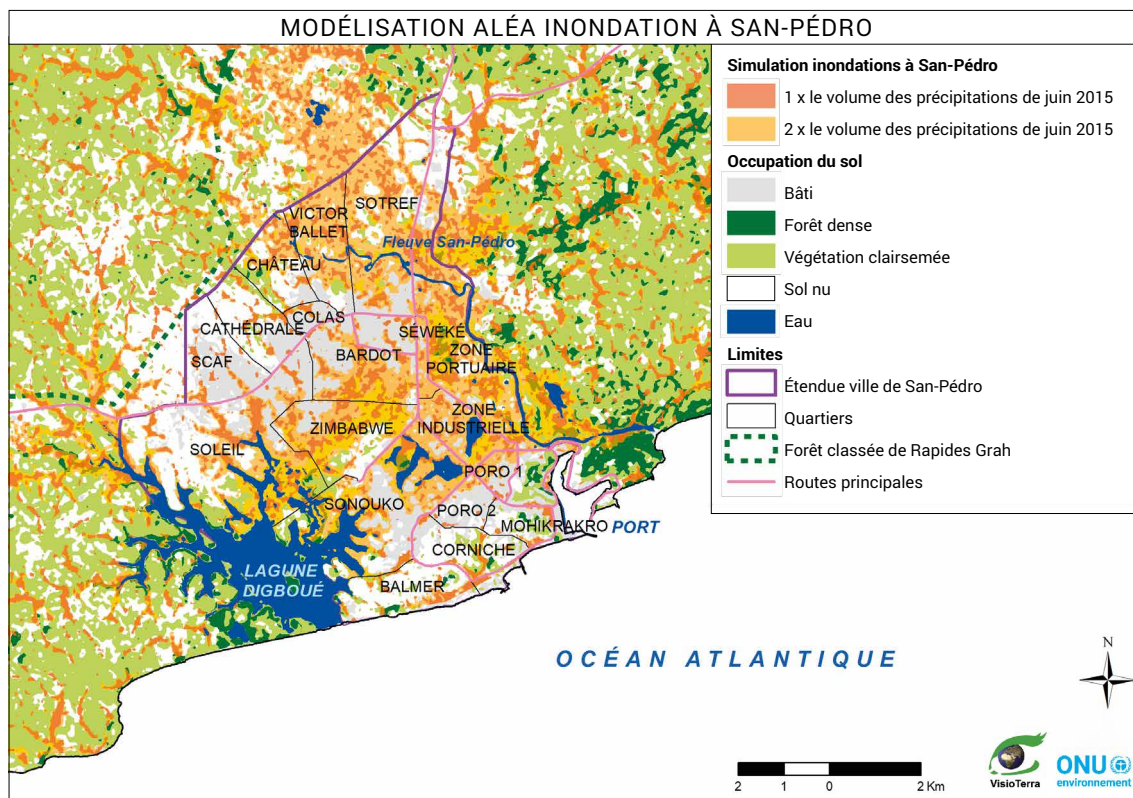 MODÉLISATION ALÉA INONDATION À SAN-PÉDRO
Simulation inondations à San-Pédro
1 x le volume des précipitations de juin 2015
2 x le volume des précipitations de juin 2015
Occupation du sol
Bâti
Forêt dense
Végétation clairsemée
Sol nu
Eau
Limites
Étendue ville de San-Pédro
Quartiers
Forêt classée de Rapides Grah
Routes principales
SOTREF
VICTOR
BALLET
Fleuve San-Pédro
CHÂTEAU
COLAS
CATHÉDRALE
SÉWÉKÉ
BARDOT
SCAF
ZONE
PORTUAIRE
ZONE
INDUSTRIELLE
ZIMBABWE
SOLEIL
PORO 1
SONOUKO
PORO 2
MOHIKRAKRO
PORT
CORNICHE
LAGUNE
DIGBOUÉ
BALMER
OCÉAN ATLANTIQUE
N
2 1 0 2 Km
VisioTerra
ONU
environnement